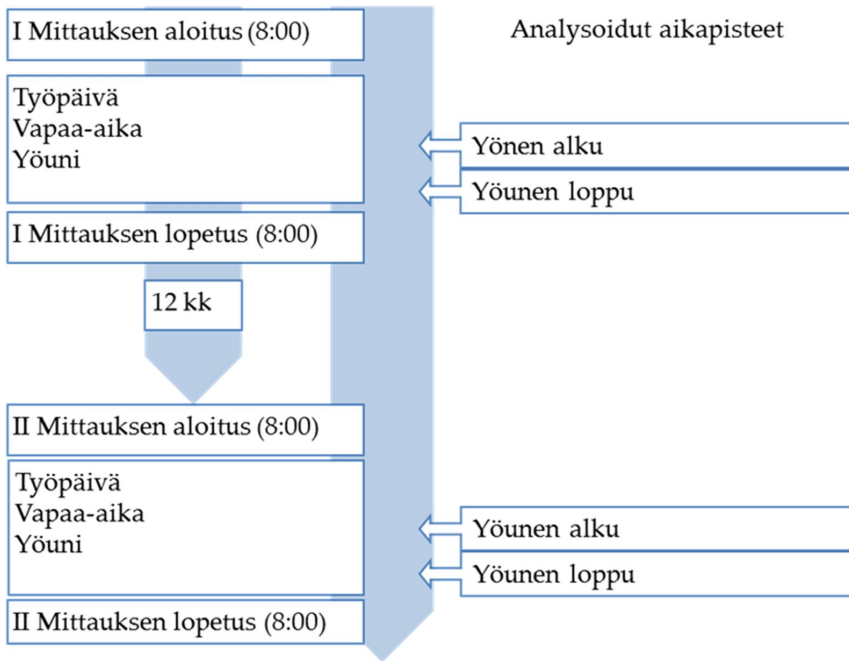 I Mittauksen aloitus (8:00)
Analysoidut aikapisteet
Työpäivä
Vapaa-aika
Yöuni
Yönen alku
Yöunen loppu
I Mittauksen lopetus (8:00)
12 kk
II Mittauksen aloitus (8:00)
Työpäivä
Vapaa-aika
Yöuni
Yöunen alku
Yöunen loppu
II Mittauksen lopetus (8:00)